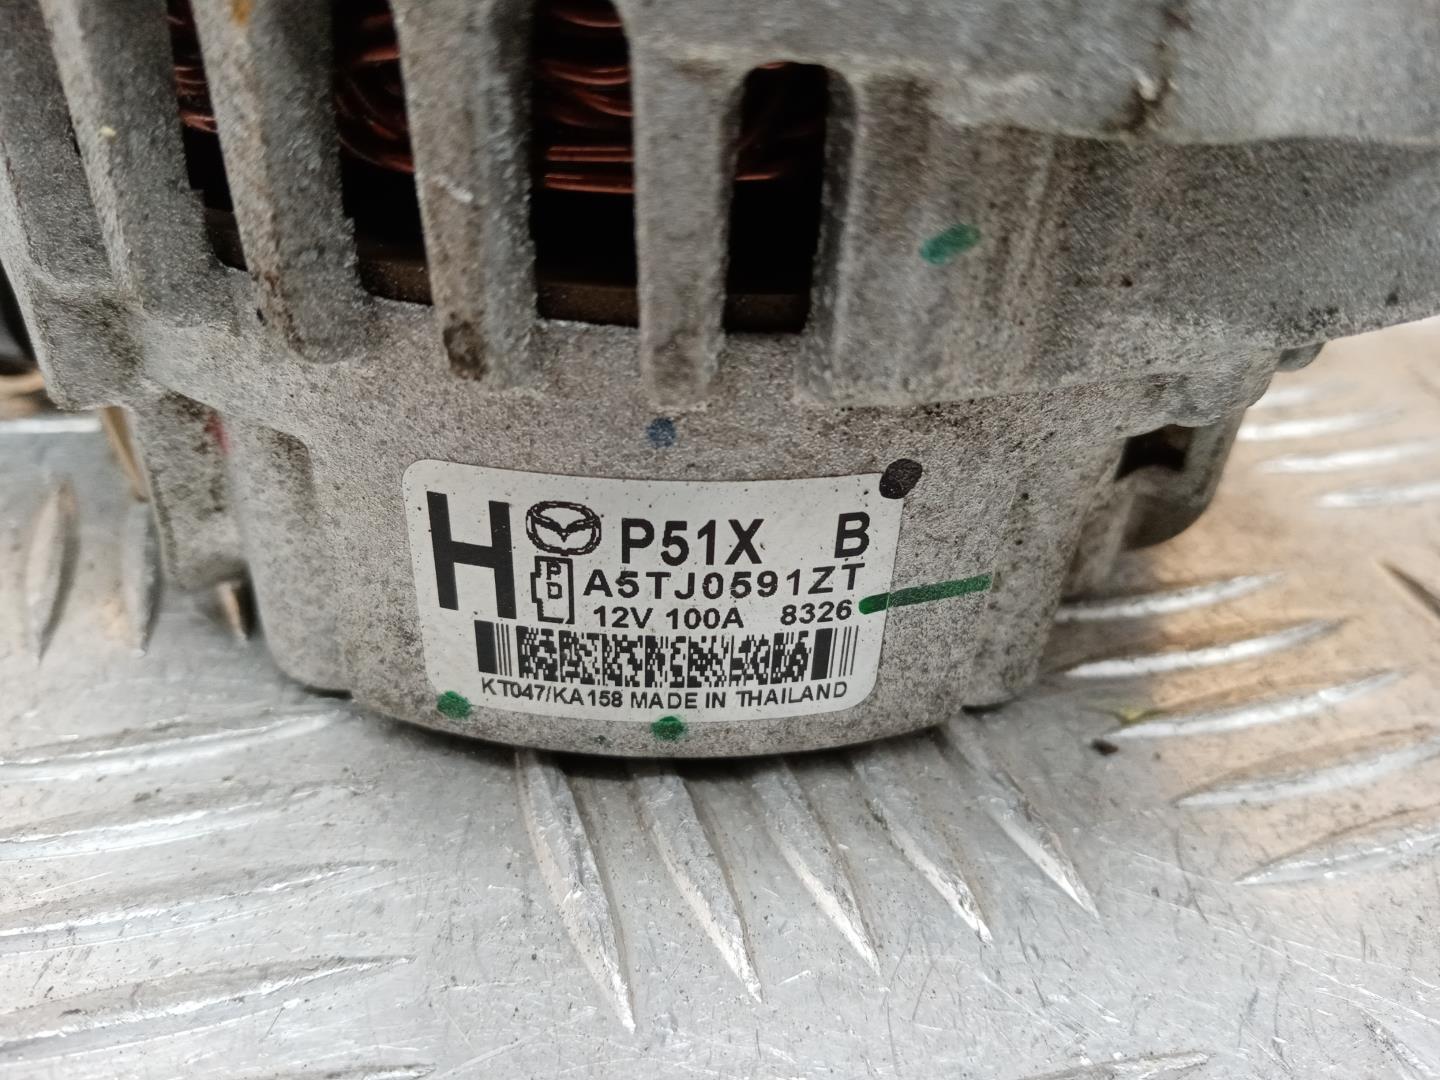 H P51X B
P D A5TJ0591ZT
12V 100A 8326
KT047/KA158 MADE IN THAILAND